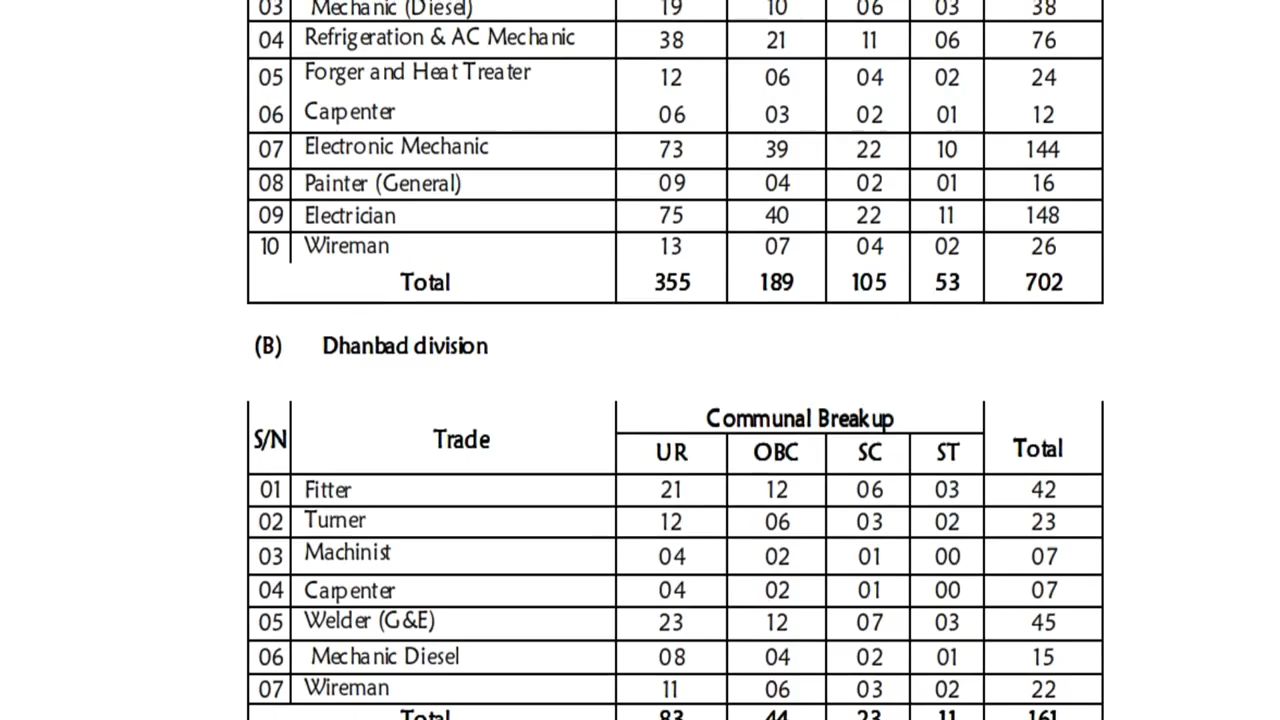 03 Mechanic (Diesel) 19 10 06 03 38
04 Refrigeration & AC Mechanic 38 21 11 06 76
05 Forger and Heat Treater 12 06 04 02 24
06 Carpenter 06 03 02 01 12
07 Electronic Mechanic 73 39 22 10 144
08 Painter (General) 09 04 02 01 16
09 Electrician 75 40 22 11 148
10 Wireman 13 07 04 02 26
Total 355 189 105 53 702
(B) Dhanbad division
S/N Trade Communal Breakup Total
UR OBC SC ST
01 Fitter 21 12 06 03 42
02 Turner 12 06 03 02 23
03 Machinist 04 02 01 00 07
04 Carpenter 04 02 01 00 07
05 Welder (G&E) 23 12 07 03 45
06 Mechanic Diesel 08 04 02 01 15
07 Wireman 11 06 03 02 22
Total 83 44 23 11 161